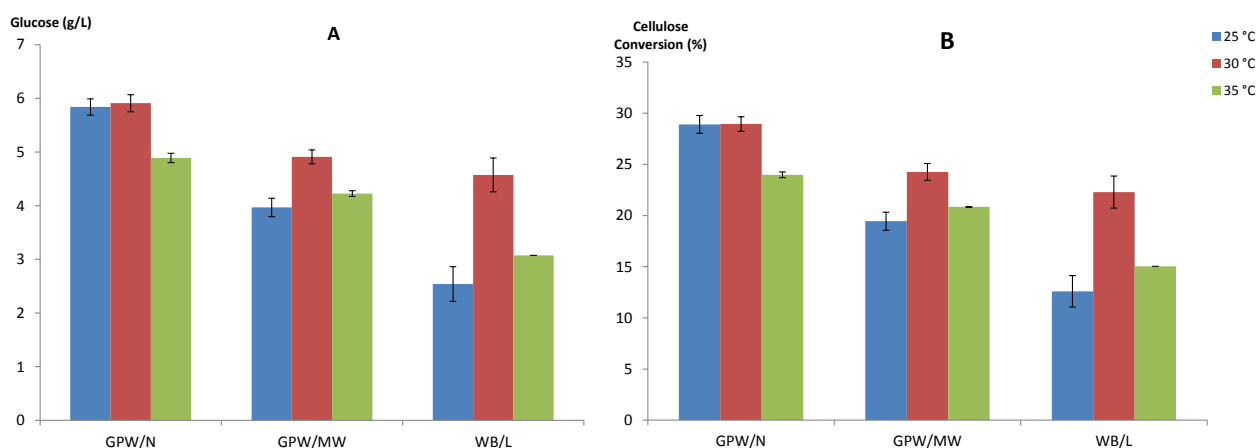 Glucose (g/L)
A
7
6
5
4
3
2
1
0
GPW/N GPW/MW WB/L
Cellulose
Conversion (%)
B
35
30
25
20
15
10
5
0
GPW/N GPW/MW WB/L
25 °C
30 °C
35 °C